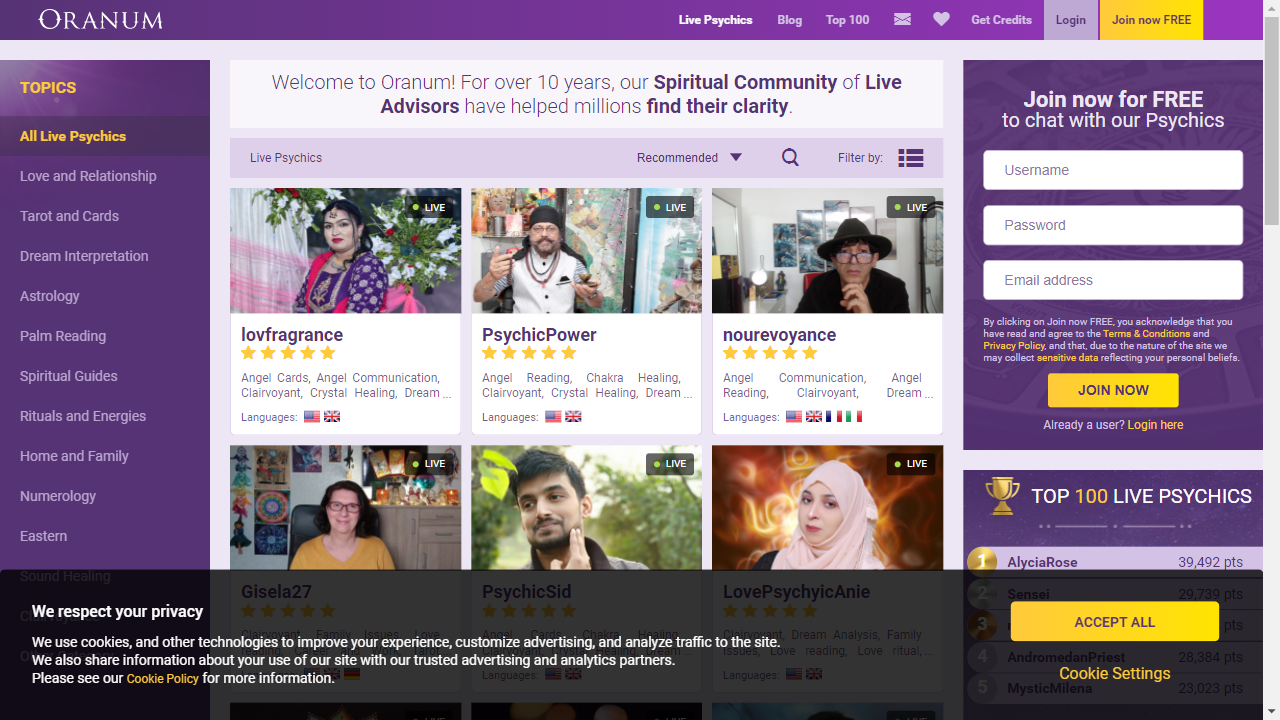 ORANUM
Live Psychics
Blog
Top 100
Get Credits
Login
Join now FREE
TOPICS
All Live Psychics
Love and Relationship
Tarot and Cards
Dream Interpretation
Astrology
Palm Reading
Spiritual Guides
Rituals and Energies
Home and Family
Numerology
Eastern
Sound Healing
Welcome to Oranum! For over 10 years, our Spiritual Community of Live
Advisors have helped millions find their clarity.
Live Psychics
Recommended
Filter by:
LIVE
lovfragrance
Angel Cards, Angel Communication,
Clairvoyant, Crystal Healing, Dream ...
Languages:
LIVE
PsychicPower
Angel Reading, Chakra Healing,
Clairvoyant, Crystal Healing, Dream ...
Languages:
LIVE
nourevoyance
Angel Communication, Angel
Reading, Clairvoyant, Dream ...
Languages:
LIVE
Gisela27
Clairvoyant, Family Issues, Love
LIVE
PsychicSid
Angel Cards, Chakra Healing,
LIVE
LovePsychyicAnie
Clairvoyant, Dream Analysis, Family
Issues, Love reading, Love ritual, ...
Languages:
LIVE
LIVE
LIVE
Join now for FREE
to chat with our Psychics
Username
Password
Email address
By clicking on Join now FREE, you acknowledge that you
have read and agree to the Terms & Conditions and
Privacy Policy, and that, due to the nature of the site we
may collect sensitive data reflecting your personal beliefs.
JOIN NOW
Already a user? Login here
TOP 100 LIVE PSYCHICS
1 AlyciaRose 39,492 pts
2 Sensei 29,739 pts
3
4 AndromedanPriest 28,384 pts
5 MysticMilena 23,023 pts
We respect your privacy
We use cookies, and other technologies to improve your experience, customize advertising, and analyze traffic to the site.
We also share information about your use of our site with our trusted advertising and analytics partners.
Please see our Cookie Policy for more information.
ACCEPT ALL
Cookie Settings